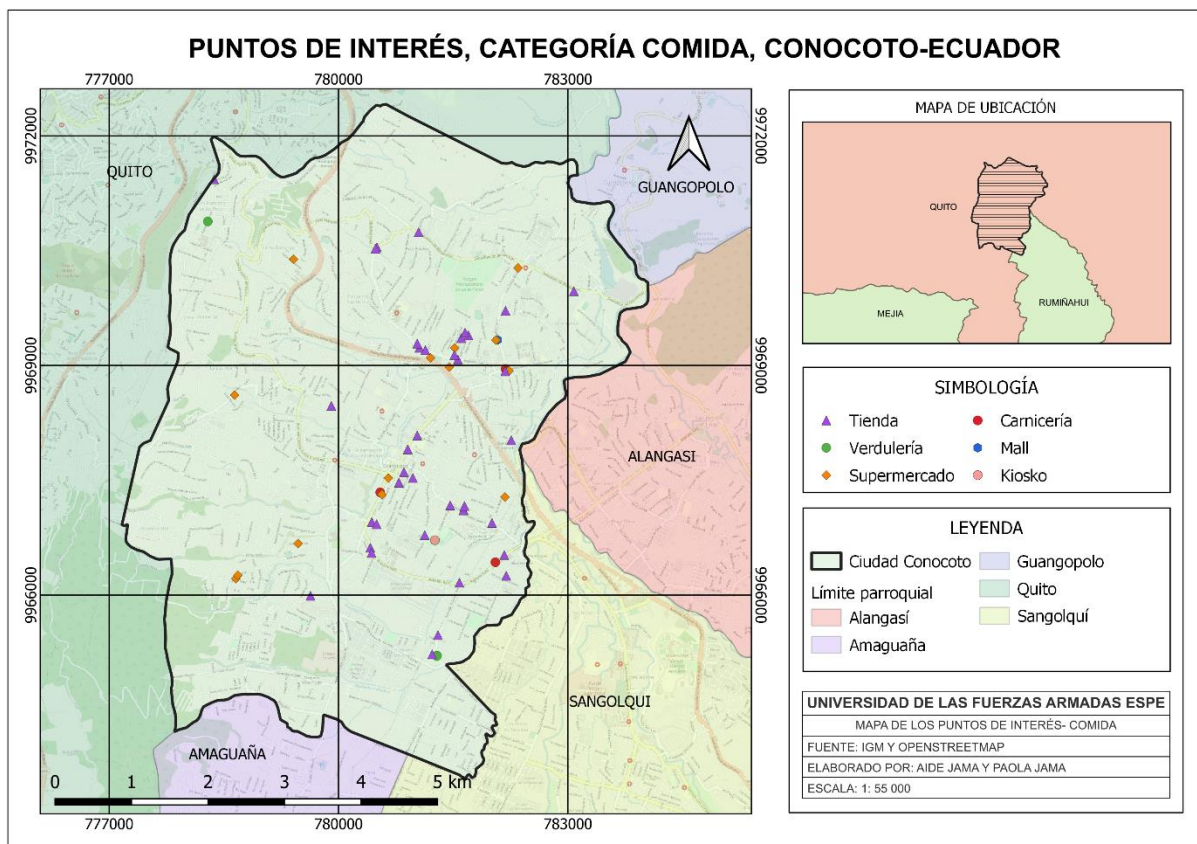 PUNTOS DE INTERÉS, CATEGORÍA COMIDA, CONOCOTO-ECUADOR
777000 780000 783000
9972000 9972000
QUITO
GUANGOPOLO
9969000 9969000
ALANGASI
9966000 9966000
SANGOLQUI
AMAGUAÑA
0 1 2 3 4 5 km
777000 780000 783000
MAPA DE UBICACIÓN
QUITO
MEJIA
RUMIÑAHUI
SIMBOLOGÍA
Tienda Carnicería
Verdulería Mall
Supermercado Kiosko
LEYENDA
Ciudad Conocoto Guangopolo
Límite parroquial Quito
Alangasí Sangolquí
Amaguaña
UNIVERSIDAD DE LAS FUERZAS ARMADAS ESPE
MAPA DE LOS PUNTOS DE INTERÉS- COMIDA
FUENTE: IGM Y OPENSTREETMAP
ELABORADO POR: AIDE JAMA Y PAOLA JAMA
ESCALA: 1: 55 000